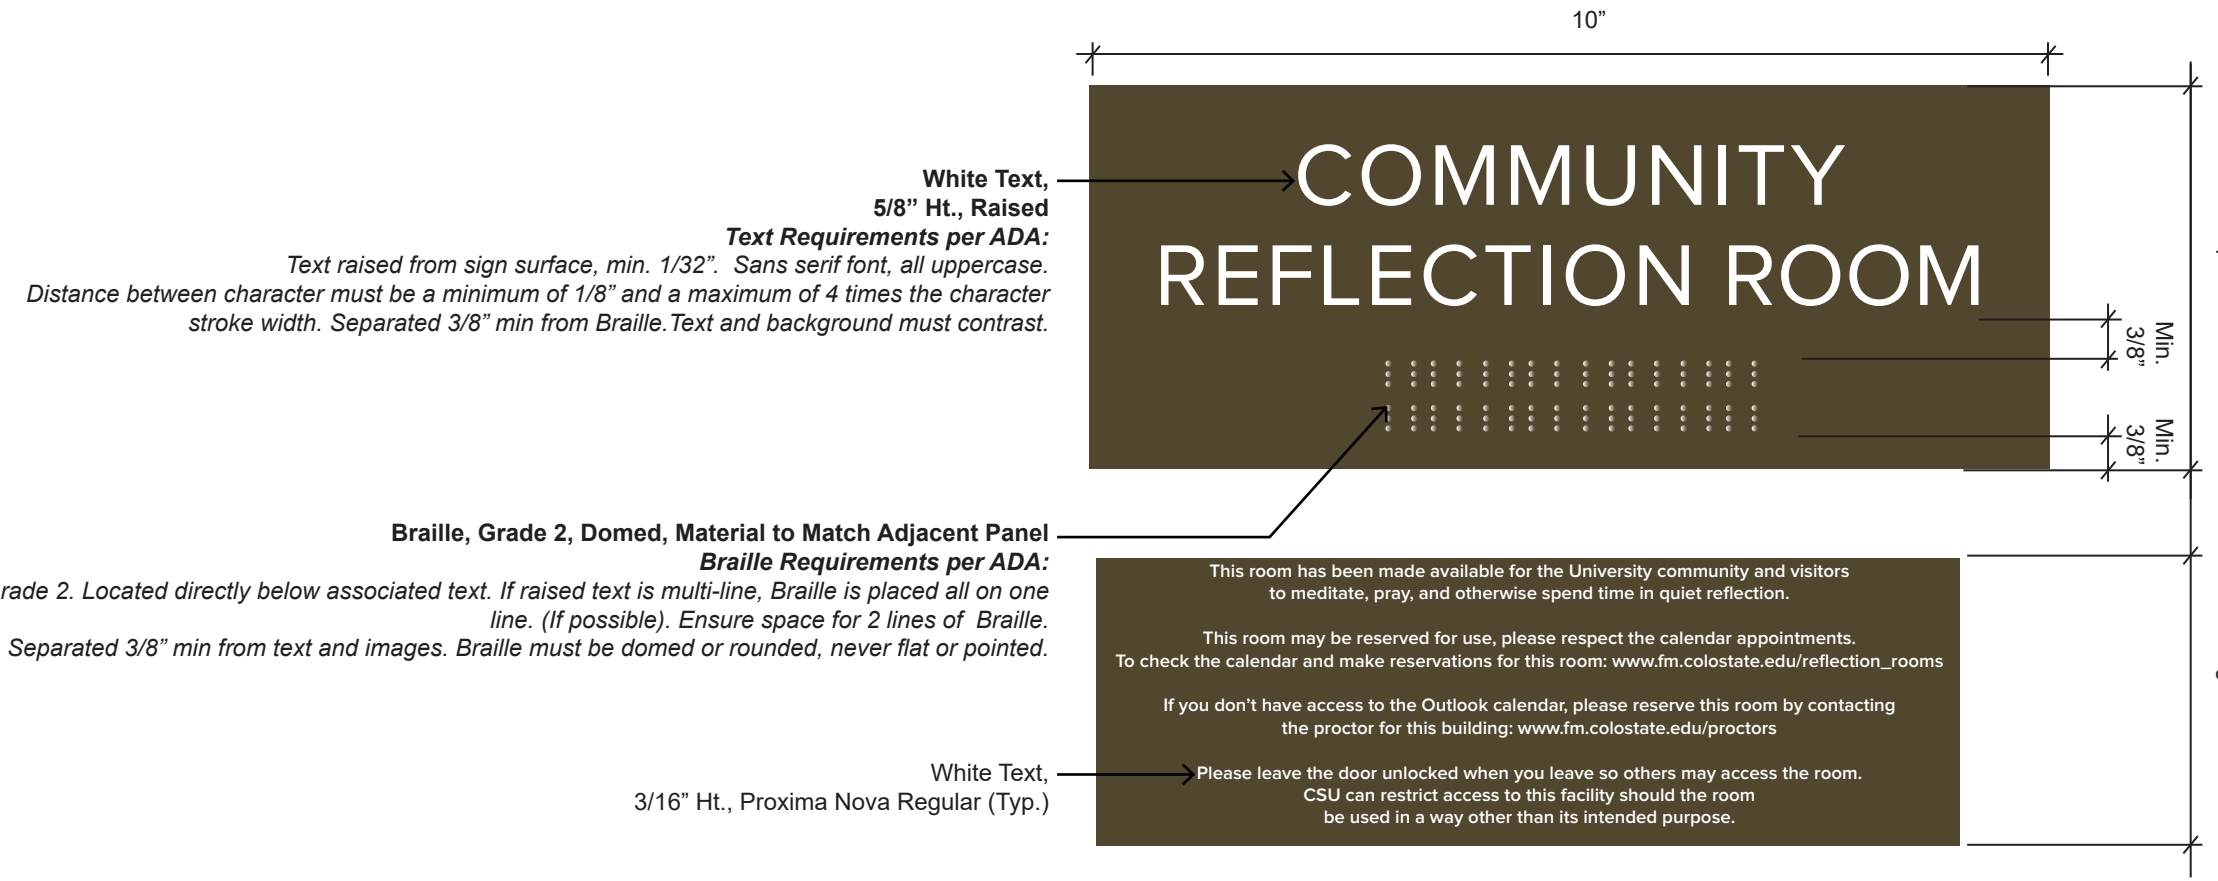 10”
COMMUNITY
REFLECTION ROOM
White Text,
5/8” Ht., Raised
Text Requirements per ADA:
Text raised from sign surface, min. 1/32”. Sans serif font, all uppercase.
Distance between character must be a minimum of 1/8” and a maximum of 4 times the character
stroke width. Separated 3/8” min from Braille.Text and background must contrast.
Min.
3/8”
Min.
3/8”
Braille, Grade 2, Domed, Material to Match Adjacent Panel
Braille Requirements per ADA:
rade 2. Located directly below associated text. If raised text is multi-line, Braille is placed all on one
line. (If possible). Ensure space for 2 lines of Braille.
Separated 3/8” min from text and images. Braille must be domed or rounded, never flat or pointed.
This room has been made available for the University community and visitors
to meditate, pray, and otherwise spend time in quiet reflection.
This room may be reserved for use, please respect the calendar appointments.
To check the calendar and make reservations for this room: www.fm.colostate.edu/reflection_rooms
If you don’t have access to the Outlook calendar, please reserve this room by contacting
the proctor for this building: www.fm.colostate.edu/proctors
Please leave the door unlocked when you leave so others may access the room.
CSU can restrict access to this facility should the room
be used in a way other than its intended purpose.
White Text,
3/16” Ht., Proxima Nova Regular (Typ.)